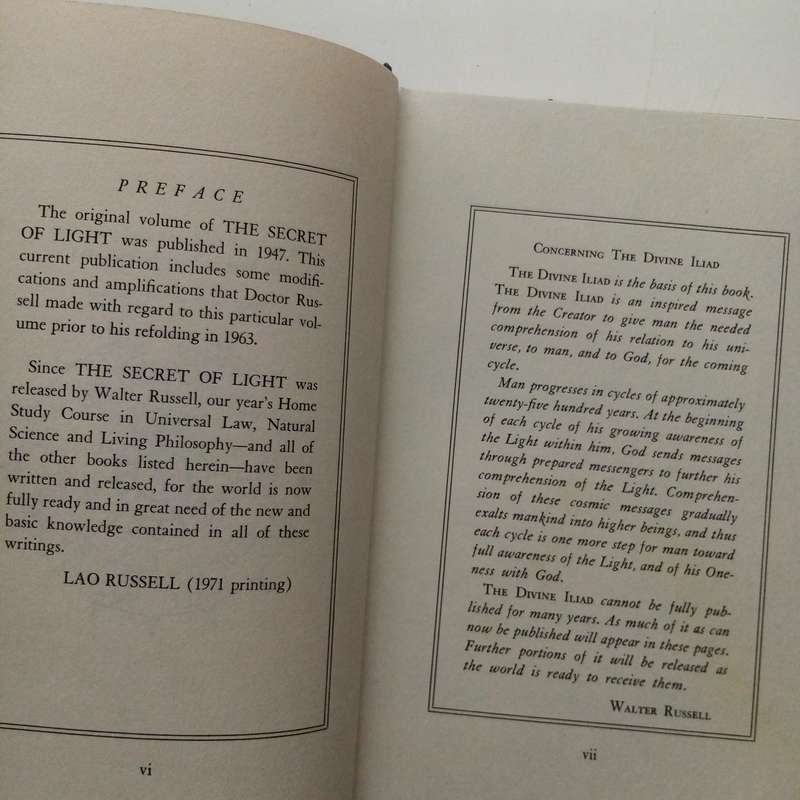 PREFACE
The original volume of THE SECRET
OF LIGHT was published in 1947. This
current publication includes some modifi-
cations and amplifications that Doctor Rus-
sell made with regard to this particular vol-
ume prior to his refolding in 1963.
Since THE SECRET OF LIGHT was
released by Walter Russell, our year's Home
Study Course in Universal Law, Natural
Science and Living Philosophy—and all of
the other books listed herein—have been
written and released, for the world is now
fully ready and in great need of the new and
basic knowledge contained in all of these
writings.
LAO RUSSELL (1971 printing)
vi
CONCERNING THE DIVINE ILIAD
THE DIVINE ILIAD is the basis of this book.
THE DIVINE ILIAD is an inspired message
from the Creator to give man the needed
comprehension of his relation to his uni-
verse, to man, and to God, for the coming
cycle.
Man progresses in cycles of approximately
twenty-five hundred years. At the beginning
of each cycle of his growing awareness of
the Light within him, God sends messages
through prepared messengers to further his
comprehension of the Light. Comprehen-
sion of these cosmic messages gradually
exalts mankind into higher beings, and thus
each cycle is one more step for man toward
full awareness of the Light, and of his One-
ness with God.
THE DIVINE ILIAD cannot be fully pub-
lished for many years. As much of it as can
now be published will appear in these pages.
Further portions of it will be released as
the world is ready to receive them.
WALTER RUSSELL
vii